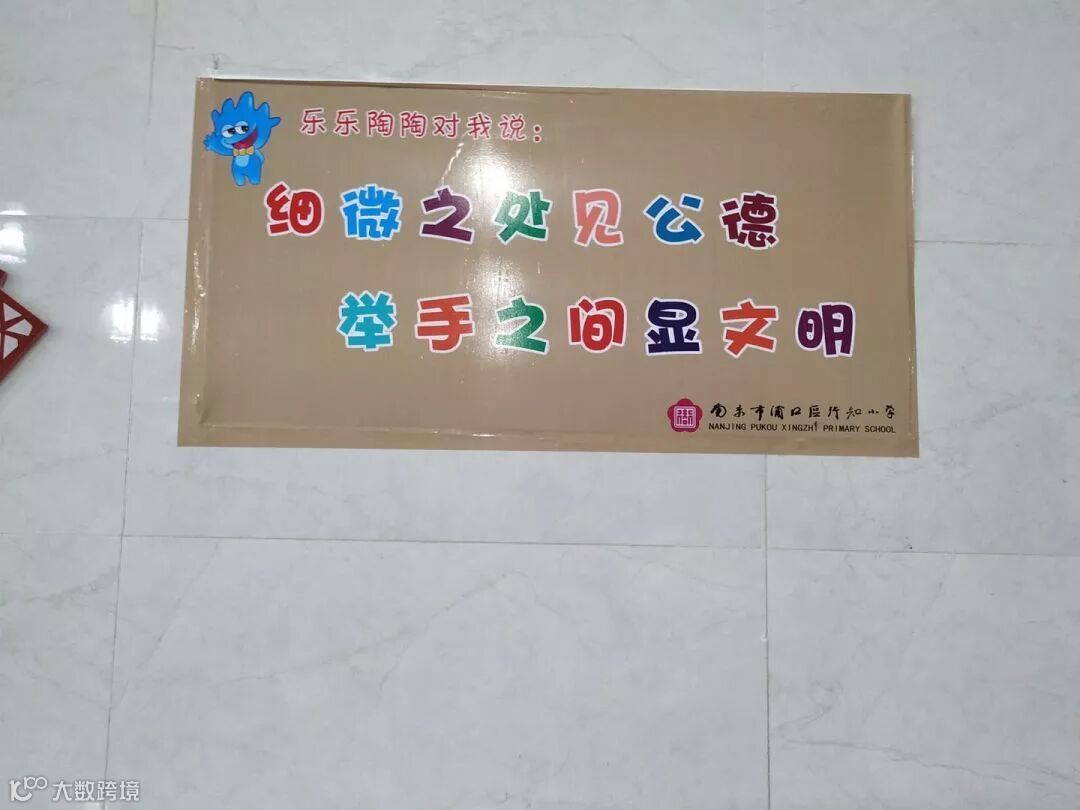 乐乐陶陶对我说：
细微之处见公德
举手之间显文明
南京市浦口区行知小学
NANJING PUKOU XINGZHI PRIMARY SCHOOL
大数跨境